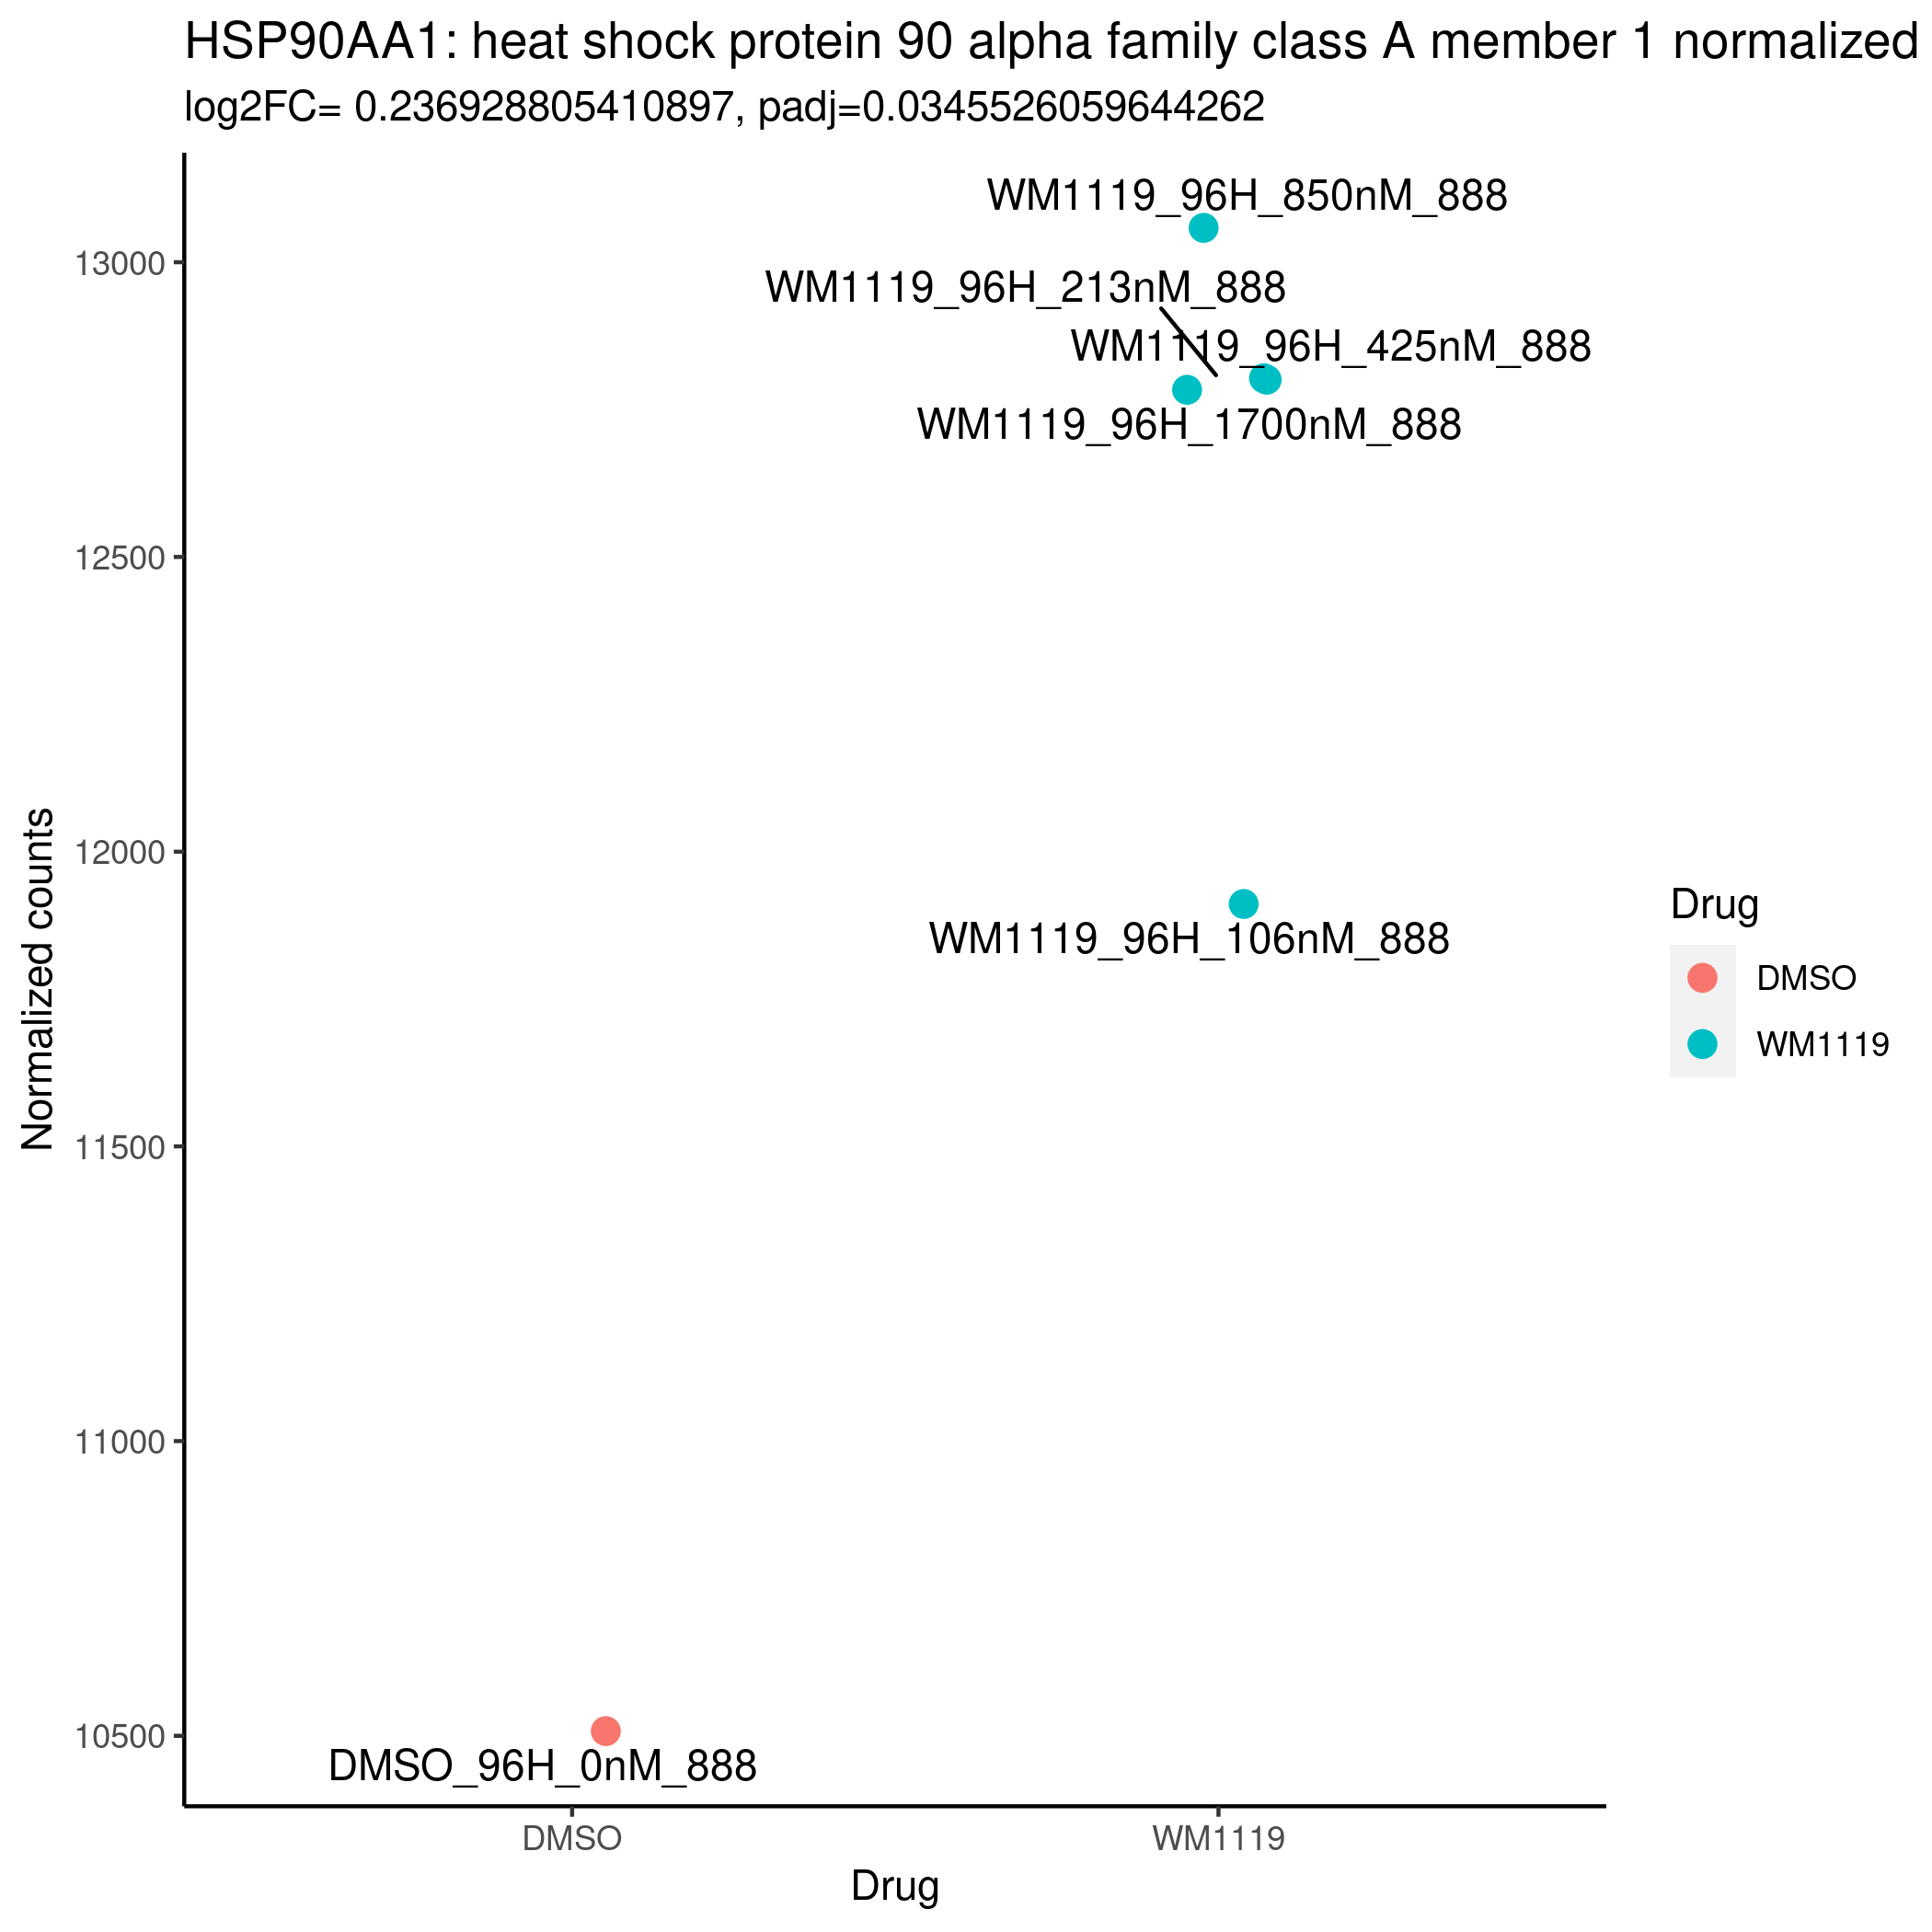 HSP90AA1: heat shock protein 90 alpha family class A member 1 normalized
log2FC= 0.236928805410897, padj=0.0345526059644262
WM1119_96H_850nM_888
13000
WM1119_96H_213nM_888
WM1119_96H_425nM_888
WM1119_96H_1700nM_888
12500
12000
WM1119_96H_106nM_888
11500
11000
10500
DMSO_96H_0nM_888
Normalized counts
DMSO
WM1119
Drug
Drug
DMSO
WM1119